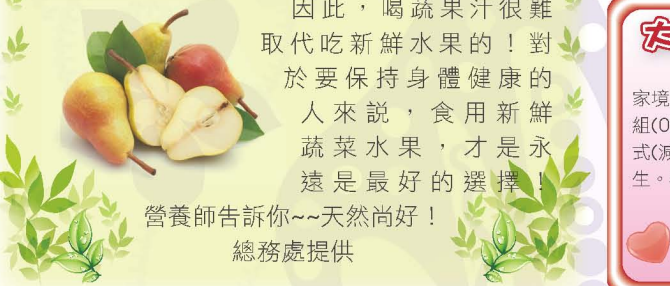 因此，喝蔬果汁很難
取代吃新鮮水果的！對
於要保持身體健康的
人來說，食用新鮮
蔬菜水果，才是永
遠是最好的選擇！
營養師告訴你~~天然尚好！
總務處提供
家境
組(0
式(減
生。